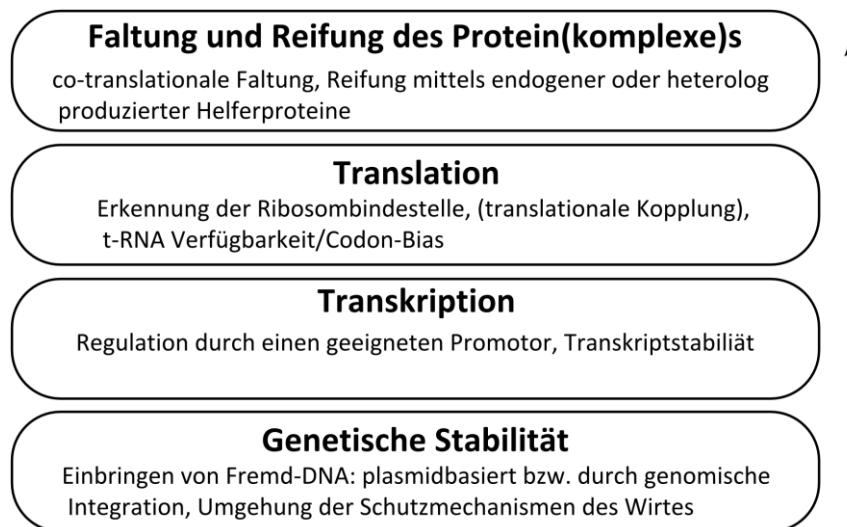 Faltung und Reifung des Protein(komplexe)s
co-translationale Faltung, Reifung mittels endogener oder heterolog
produzierter Helferproteine
Translation
Erkennung der Ribosombindestelle, (translationale Kopplung),
t-RNA Verfügbarkeit/Codon-Bias
Transkription
Regulation durch einen geeigneten Promotor, Transkriptstabiliät
Genetische Stabilität
Einbringen von Fremd-DNA: plasmidbasiert bzw. durch genomische
Integration, Umgehung der Schutzmechanismen des Wirtes